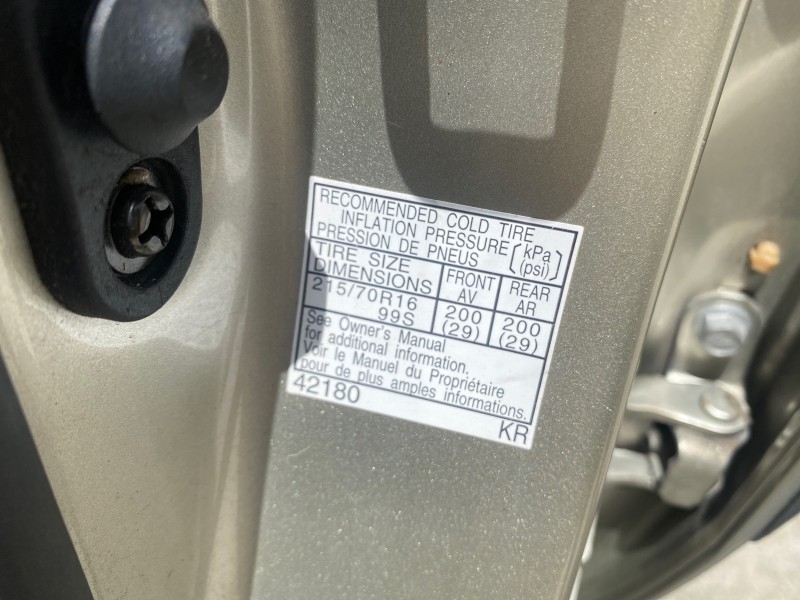 RECOMMENDED COLD TIRE
INFLATION PRESSURE
PRESSION DE PNEUS
kPa
(psi)
TIRE SIZE
DIMENSIONS
FRONT
AV
REAR
AR
215/70R16
99S
200
(29)
200
(29)
See Owner's Manual
for additional information.
Voir le Manuel du Propriétaire
pour de plus amples informations.
42180
KR